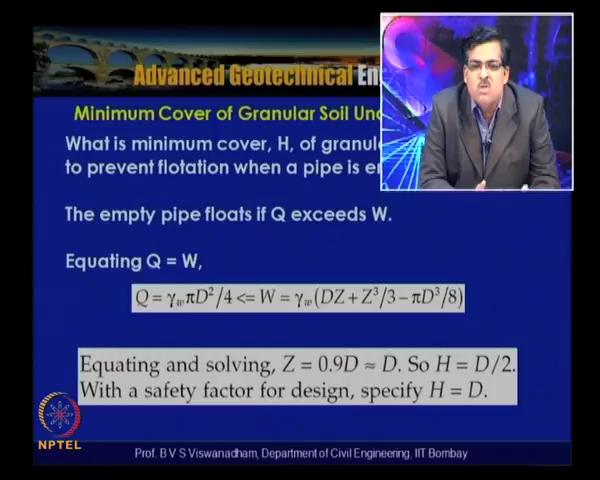 Advanced Geotechnical En
Minimum Cover of Granular Soil Und
What is minimum cover, H, of granul
to prevent flotation when a pipe is e
The empty pipe floats if Q exceeds W.
Equating Q = W,
Q = γwπD²/4 <= W = γw(DZ + Z³/3 − πD³/8)
Equating and solving, Z = 0.9D ≈ D. So H = D/2.
With a safety factor for design, specify H = D.
NPTEL
Prof. B V S Viswanadham, Department of Civil Engineering, IIT Bombay